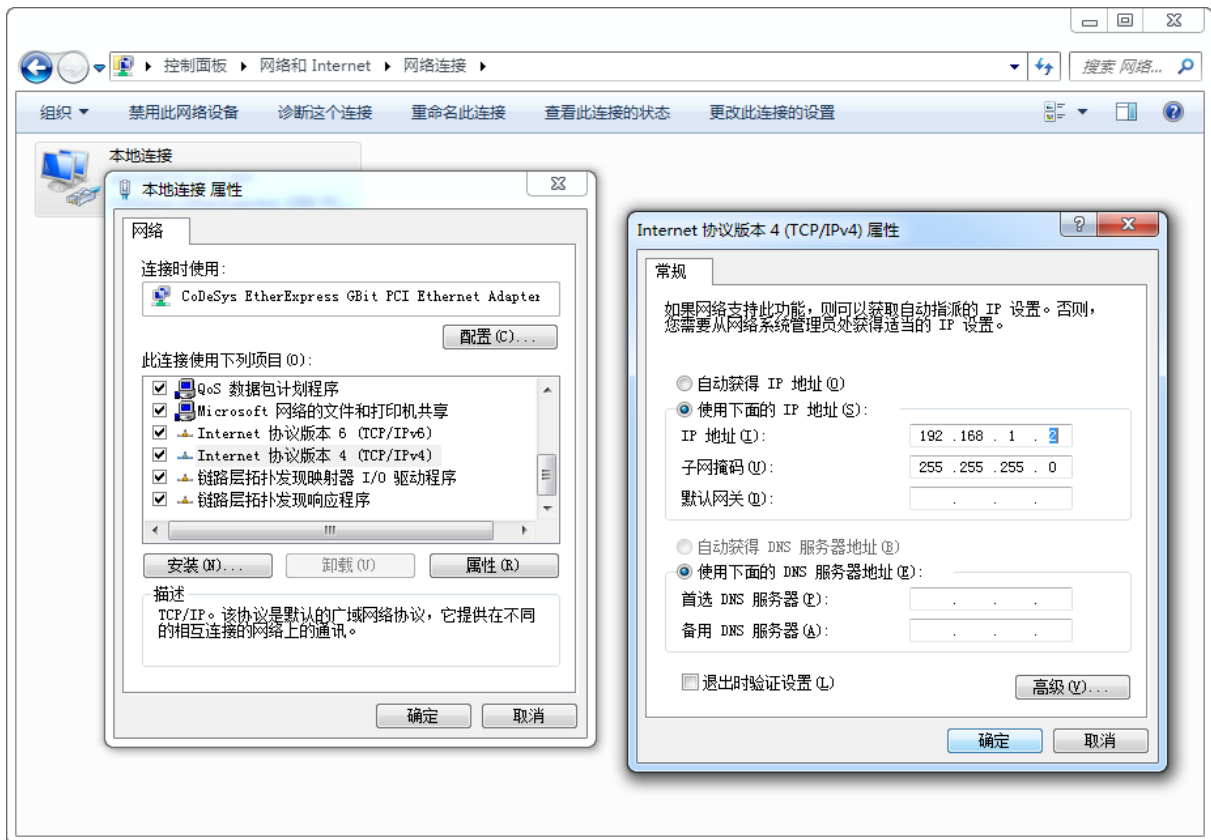 控制面板 网络和 Internet 网络连接
搜索 网络...
组织 禁用此网络设备 诊断这个连接 重命名此连接 查看此连接的状态 更改此连接的设置
本地连接
本地连接 属性
网络
连接时使用:
CoDeSys EtherExpress GBit PCI Ethernet Adapter
配置(C)...
此连接使用下列项目(O):
QoS 数据包计划程序
Microsoft 网络的文件和打印机共享
Internet 协议版本 6 (TCP/IPv6)
Internet 协议版本 4 (TCP/IPv4)
链路层拓扑发现映射器 I/O 驱动程序
链路层拓扑发现响应程序
安装(N)... 卸载(U) 属性(R)
描述
TCP/IP。该协议是默认的广域网络协议，它提供在不同
的相互连接的网络上的通讯。
确定 取消
Internet 协议版本 4 (TCP/IPv4) 属性
常规
如果网络支持此功能，则可以获取自动指派的 IP 设置。否则，
您需要从网络系统管理员处获得适当的 IP 设置。
自动获得 IP 地址(O)
使用下面的 IP 地址(S):
IP 地址(I): 192 .168 . 1 . 2
子网掩码(U): 255 .255 .255 . 0
默认网关(D): . . .
自动获得 DNS 服务器地址(B)
使用下面的 DNS 服务器地址(E):
首选 DNS 服务器(P): . . .
备用 DNS 服务器(A): . . .
退出时验证设置(L)
高级(V)...
确定 取消